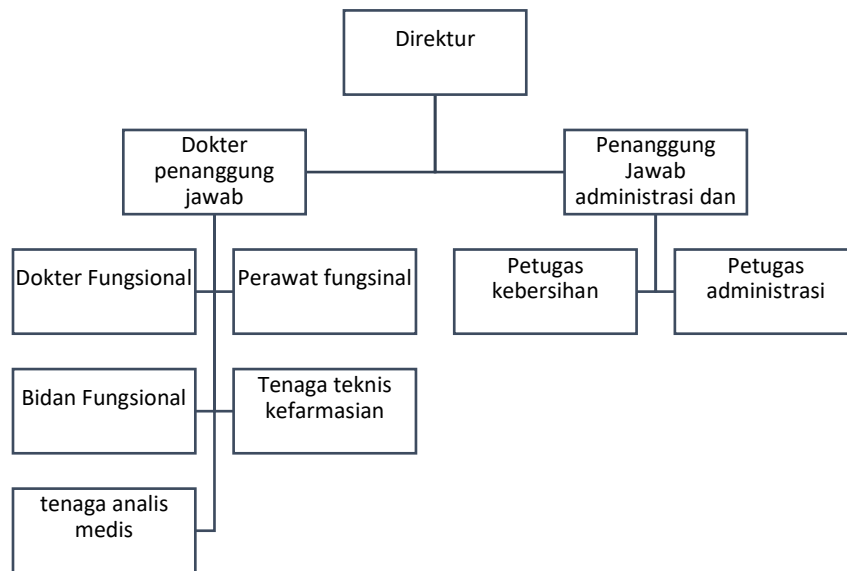 Direktur
Dokter
penanggung
jawab
Penanggung
Jawab
administrasi dan
Dokter Fungsional
Perawat fungsinal
Petugas
kebersihan
Petugas
administrasi
Bidan Fungsional
Tenaga teknis
kefarmasian
tenaga analis
medis